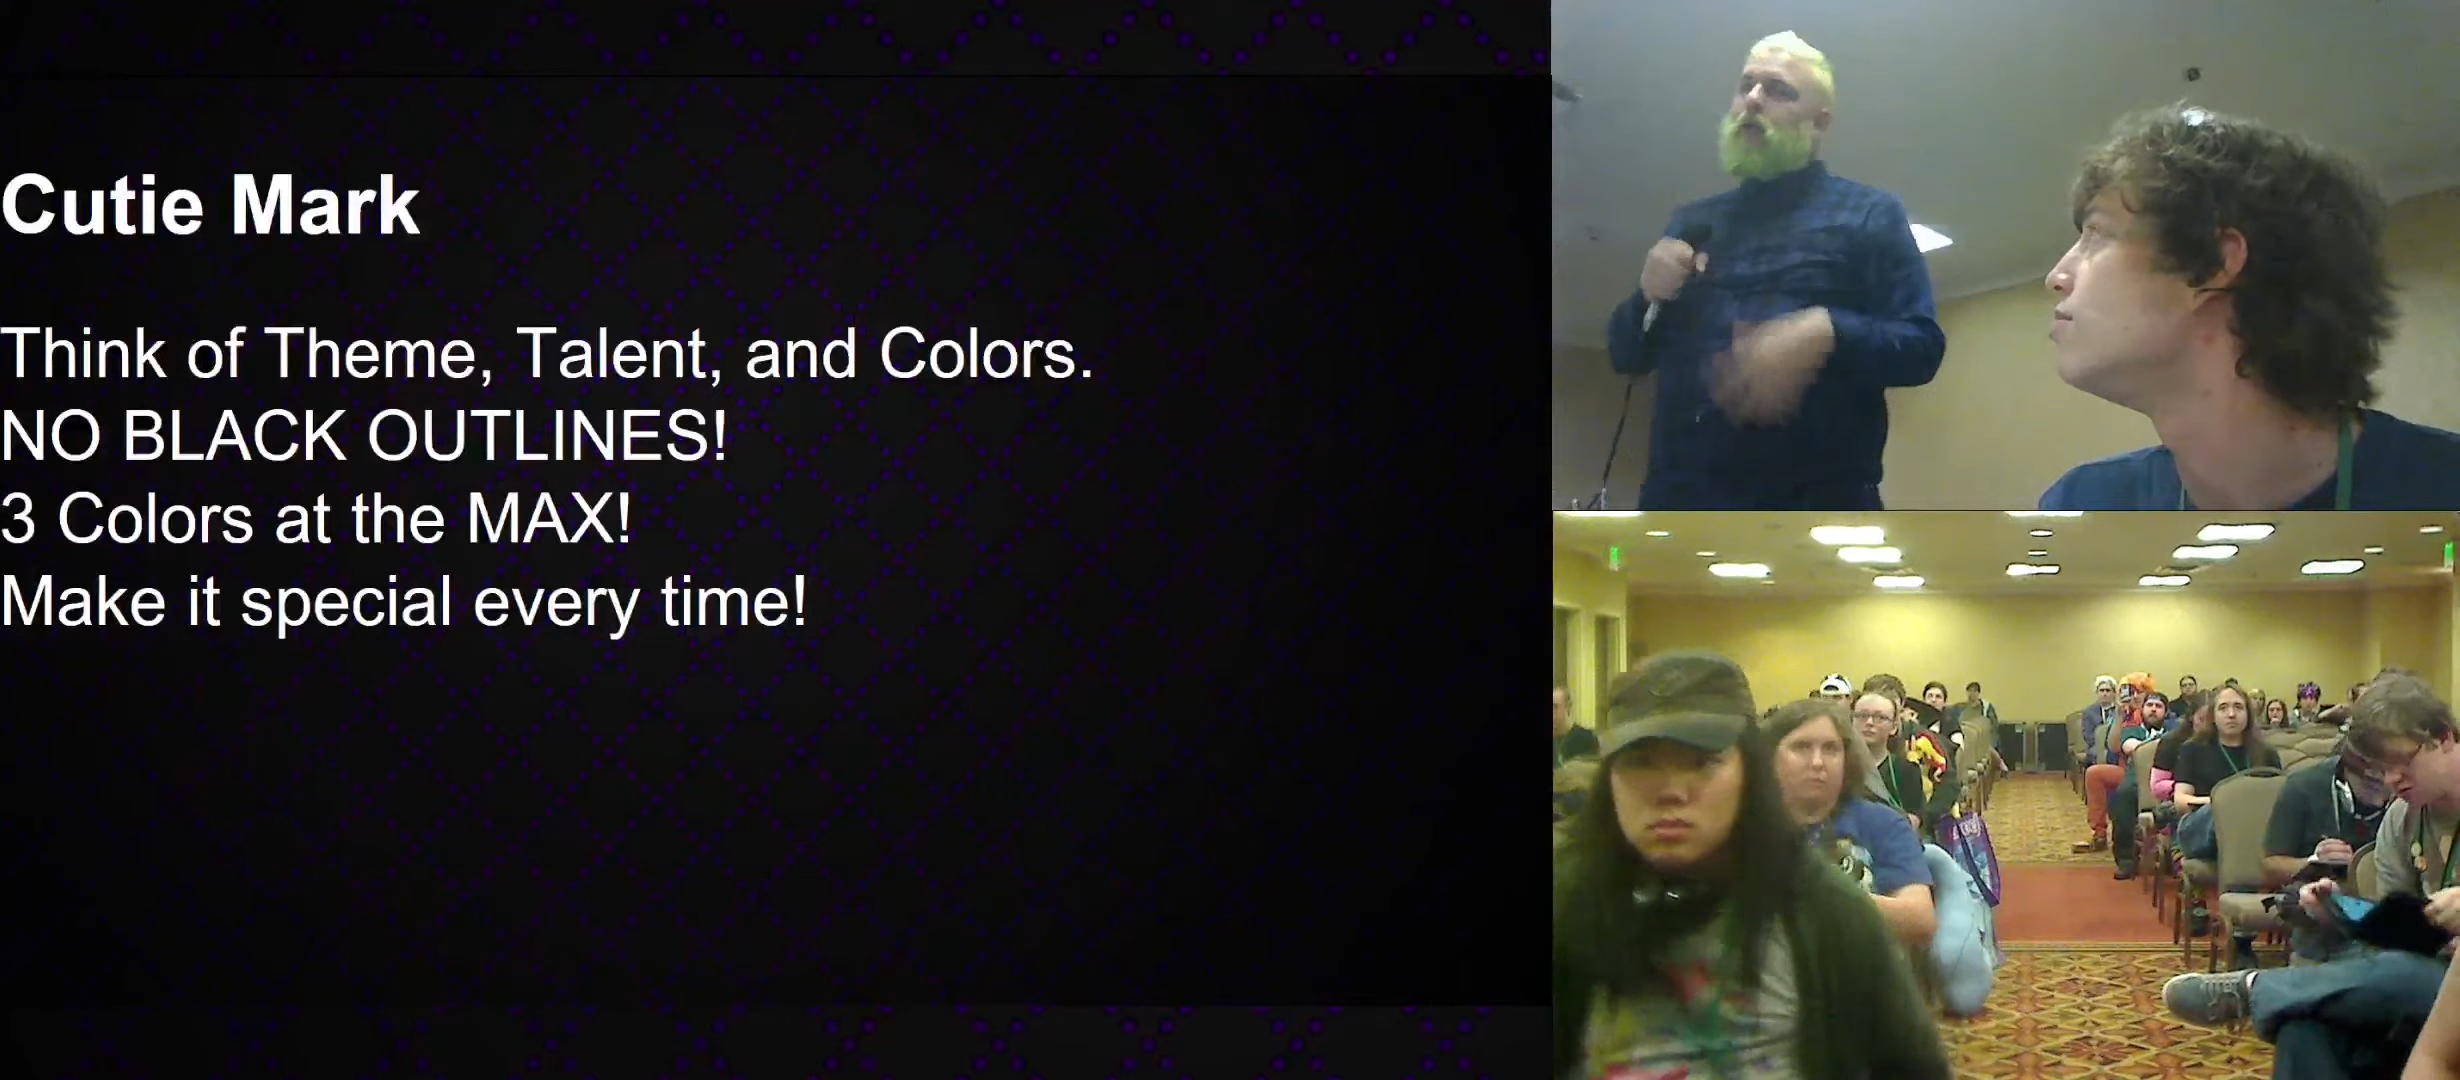 Cutie Mark
Think of Theme, Talent, and Colors.
NO BLACK OUTLINES!
3 Colors at the MAX!
Make it special every time!